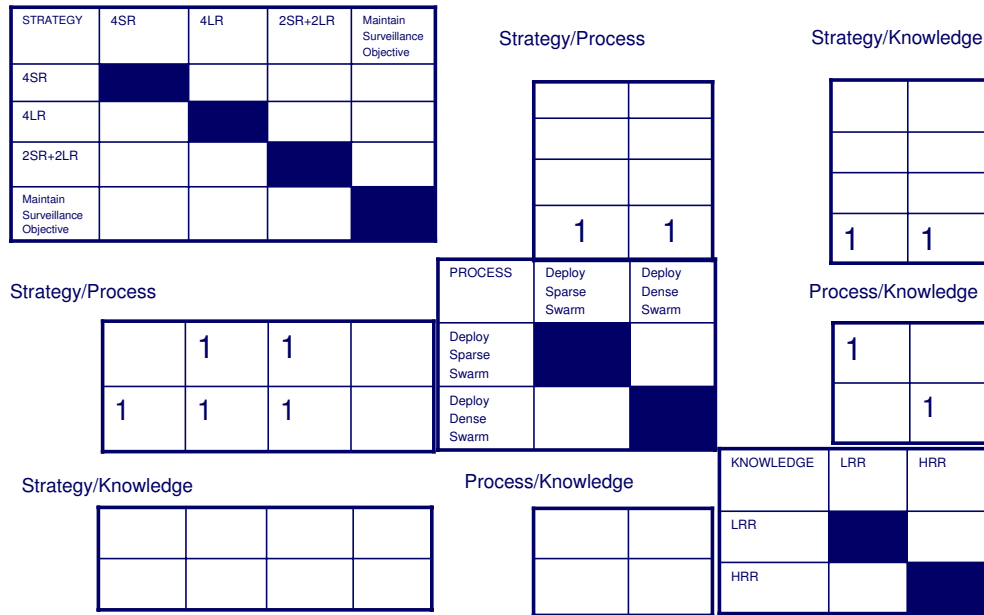 STRATEGY 4SR 4LR 2SR+2LR Maintain
Surveillance
Objective
4SR
4LR
2SR+2LR
Maintain
Surveillance
Objective
Strategy/Process
1 1
Strategy/Knowledge
1 1
Strategy/Process
1 1
1 1 1
PROCESS Deploy Deploy
Sparse Dense
Swarm Swarm
Deploy
Sparse
Swarm
Deploy
Dense
Swarm
Process/Knowledge
1
1
Strategy/Knowledge
Process/Knowledge
KNOWLEDGE LRR HRR
LRR
HRR